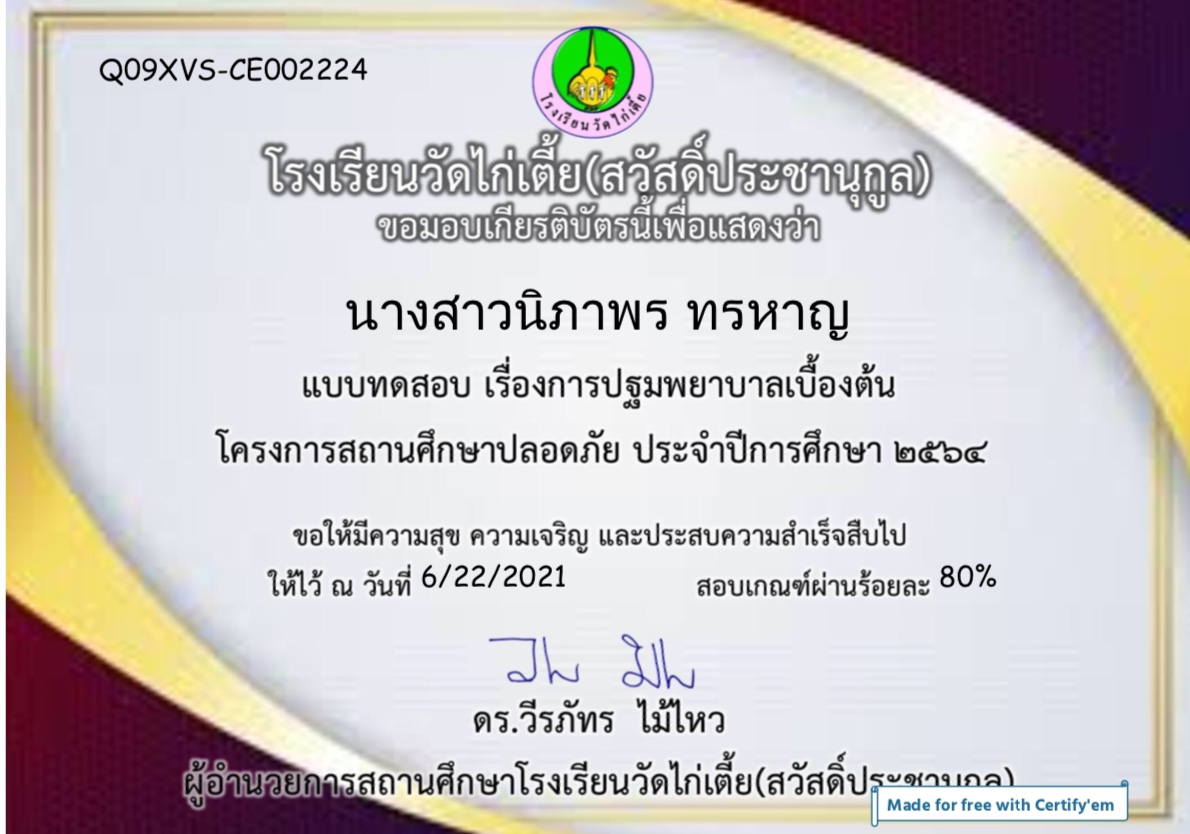 Q09XVS-CE002224
โรงเรียนวัดไก่เตี้ย
โรงเรียนวัดไก่เตี้ย(สวัสดิ์ประชานุกูล)
ขอมอบเกียรติบัตรนี้เพื่อแสดงว่า
นางสาวนิภาพร ทรหาญ
แบบทดสอบ เรื่องการปฐมพยาบาลเบื้องต้น
โครงการสถานศึกษาปลอดภัย ประจำปีการศึกษา ๒๕๖๔
ขอให้มีความสุข ความเจริญ และประสบความสำเร็จสืบไป
ให้ไว้ ณ วันที่ 6/22/2021 สอบเกณฑ์ผ่านร้อยละ 80%
ดร.วีรภัทร ไม้ไหว
ผู้อำนวยการสถานศึกษาโรงเรียนวัดไก่เตี้ย(สวัสดิ์ประชานุกูล)
Made for free with Certify'em